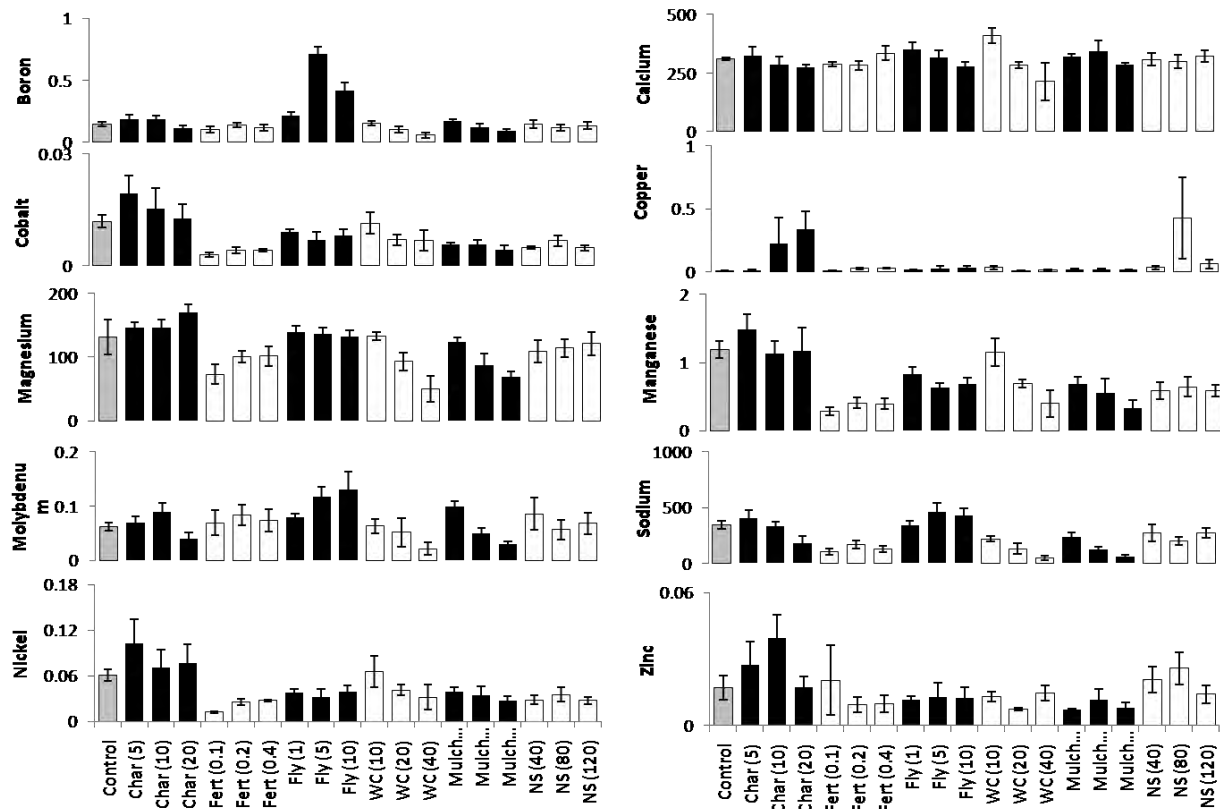 Boron
1
0.5
0
Cobalt
0.03
0
Magnesium
200
100
0
Molybdenu
m
0.2
0.1
0
Nickel
0.18
0.12
0.06
0
Control
Char (5)
Char (10)
Char (20)
Fert (0.1)
Fert (0.2)
Fert (0.4)
Fly (1)
Fly (5)
Fly (10)
WC (10)
WC (20)
WC (40)
Mulch...
Mulch...
Mulch...
NS (40)
NS (80)
NS (120)
Calcium
500
250
0
Copper
1
0.5
0
Manganese
2
1
0
Sodium
1000
500
0
Zinc
0.06
0
Control
Char (5)
Char (10)
Char (20)
Fert (0.1)
Fert (0.2)
Fert (0.4)
Fly (1)
Fly (5)
Fly (10)
WC (10)
WC (20)
WC (40)
Mulch...
Mulch...
Mulch...
NS (40)
NS (80)
NS (120)